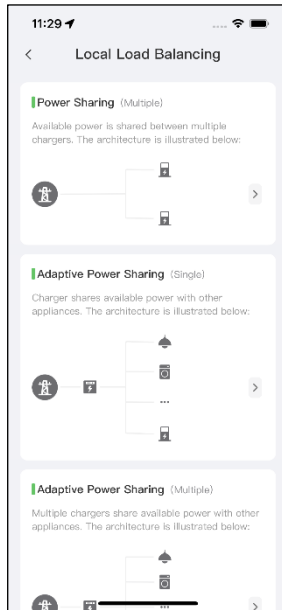 11:29
Local Load Balancing
Power Sharing (Multiple)
Available power is shared between multiple
chargers. The architecture is illustrated below:
Adaptive Power Sharing (Single)
Charger shares available power with other
appliances. The architecture is illustrated below:
Adaptive Power Sharing (Multiple)
Multiple chargers share available power with other
appliances. The architecture is illustrated below: